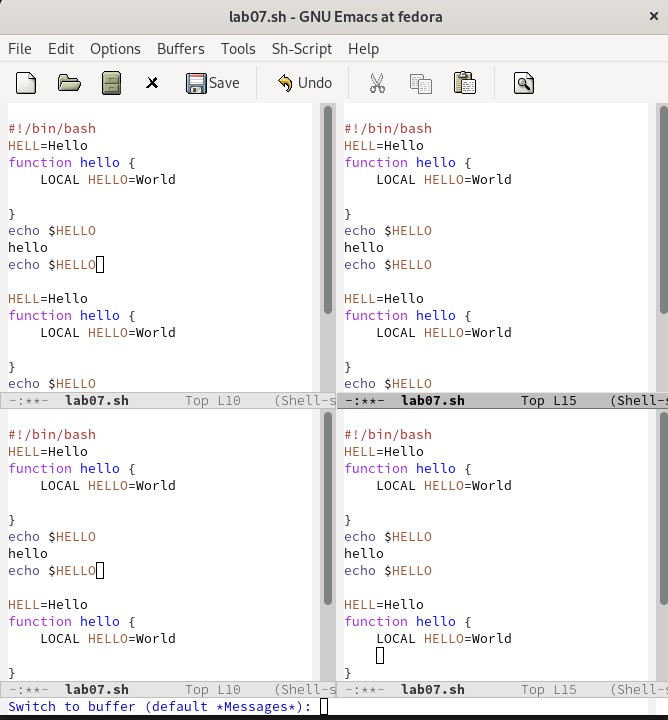 lab07.sh - GNU Emacs at fedora
File Edit Options Buffers Tools Sh-Script Help
Save Undo
#!/bin/bash
HELL=Hello
function hello {
    LOCAL HELLO=World
}
echo $HELLO
hello
echo $HELLO
HELL=Hello
function hello {
    LOCAL HELLO=World
}
echo $HELLO
-:**-  lab07.sh       Top L10    (Shell-s
#!/bin/bash
HELL=Hello
function hello {
    LOCAL HELLO=World
}
echo $HELLO
hello
echo $HELLO
HELL=Hello
function hello {
    LOCAL HELLO=World
}
echo $HELLO
-:**-  lab07.sh       Top L15    (Shell-s
#!/bin/bash
HELL=Hello
function hello {
    LOCAL HELLO=World
}
echo $HELLO
hello
echo $HELLO
HELL=Hello
function hello {
    LOCAL HELLO=World
}
-:**-  lab07.sh       Top L10    (Shell-s
#!/bin/bash
HELL=Hello
function hello {
    LOCAL HELLO=World
}
echo $HELLO
hello
echo $HELLO
HELL=Hello
function hello {
    LOCAL HELLO=World
}
-:**-  lab07.sh       Top L15    (Shell-s
Switch to buffer (default *Messages*):